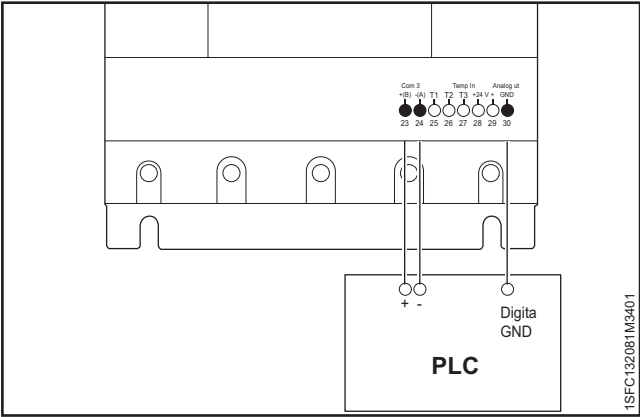 Com 3 Temp In Analog ut
+(B) -(A) T1 T2 T3 +24 V + GND
23 24 25 26 27 28 29 30
+ -
Digita
GND
PLC
1SFC132081M3401